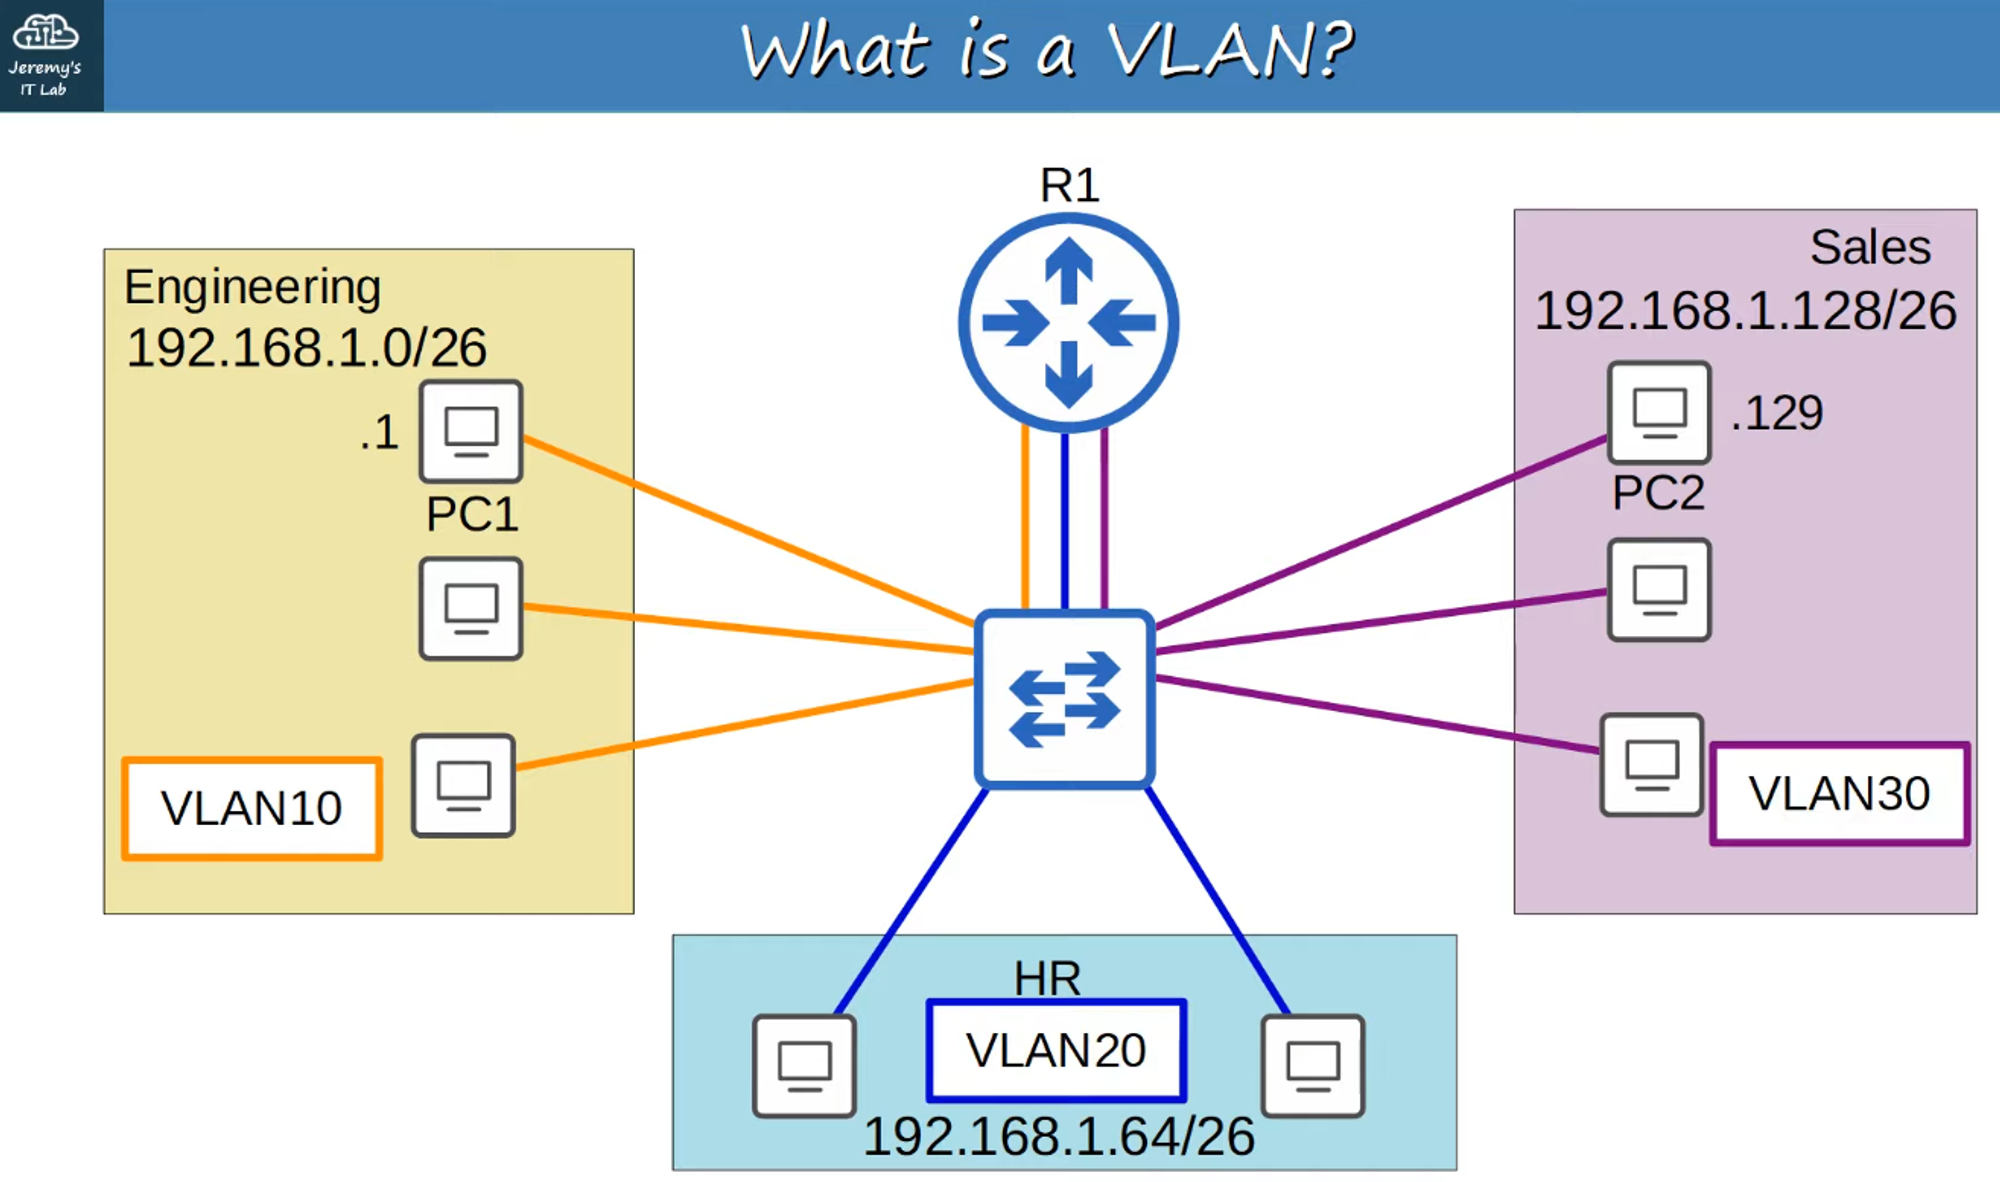 Jeremy's
IT Lab
What is a VLAN?
R1
Engineering
192.168.1.0/26
.1
PC1
VLAN10
Sales
192.168.1.128/26
.129
PC2
VLAN30
HR
VLAN20
192.168.1.64/26